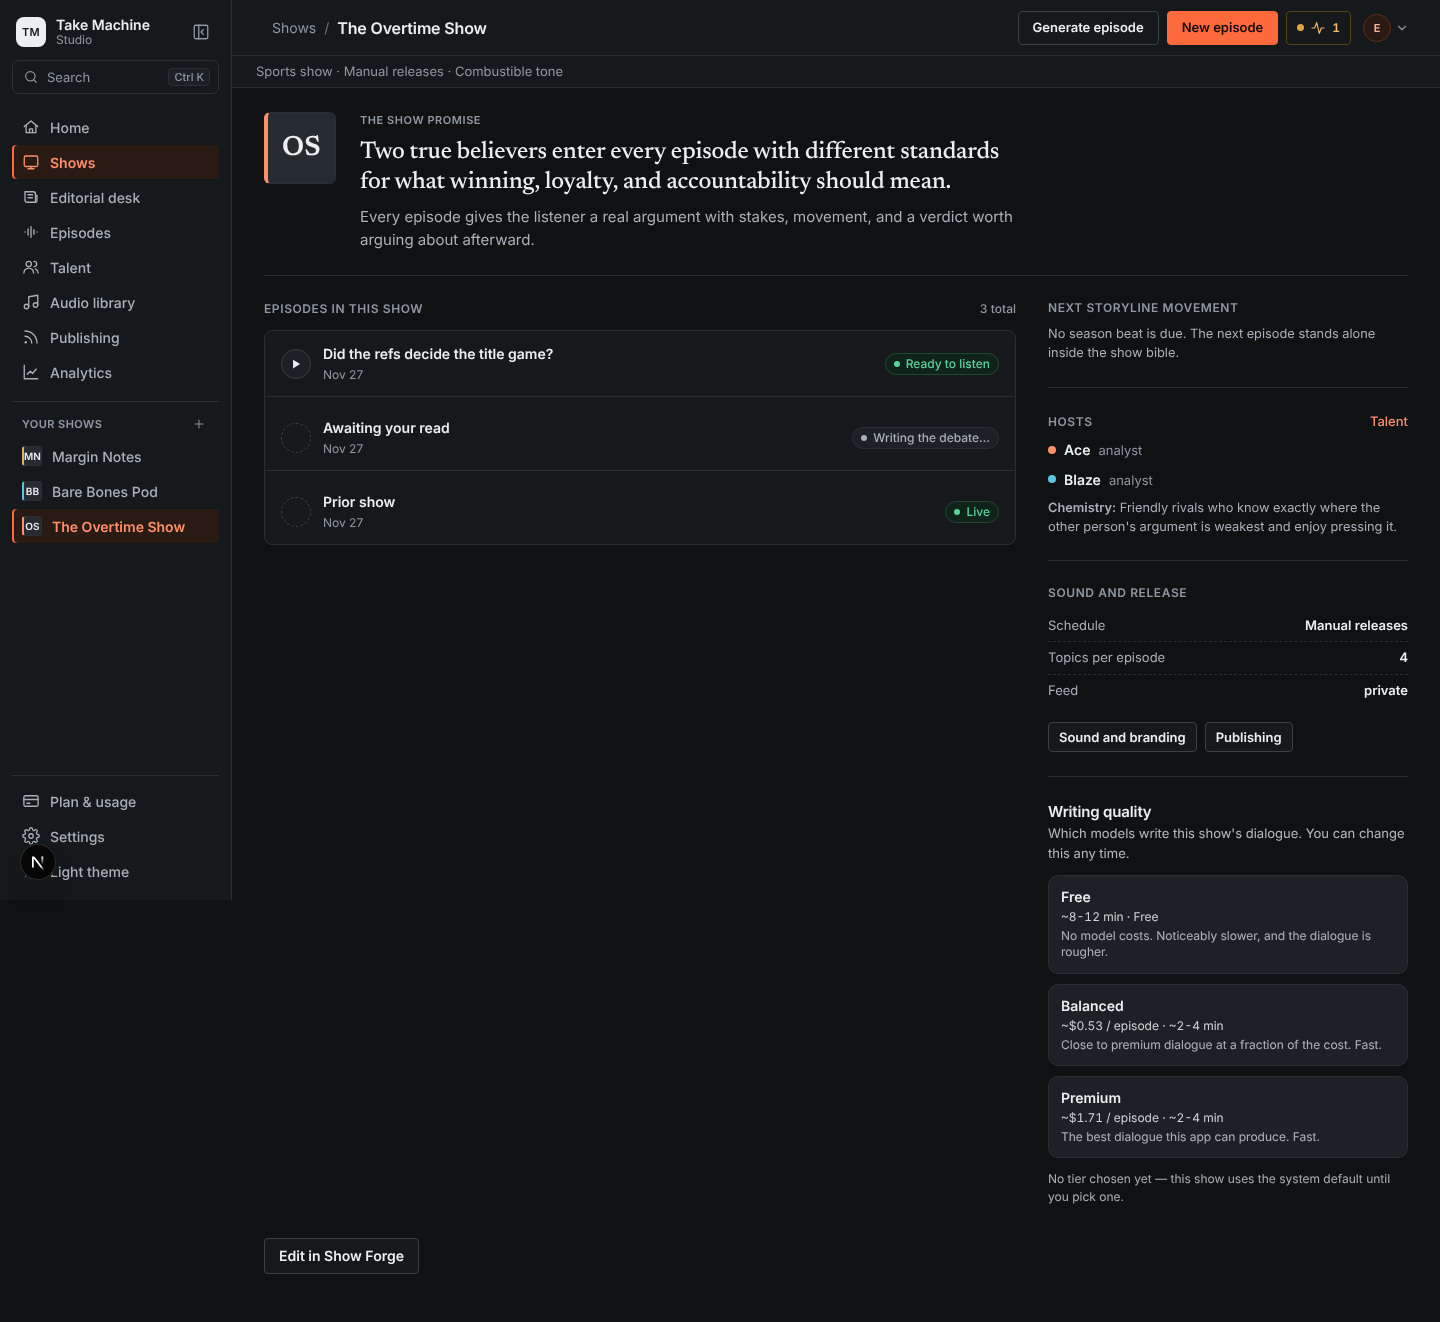 TM
Take Machine
Studio
Search
Ctrl K
Home
Shows
Editorial desk
Episodes
Talent
Audio library
Publishing
Analytics
YOUR SHOWS
MN Margin Notes
BB Bare Bones Pod
OS The Overtime Show
Plan & usage
Settings
N
Light theme
Shows / The Overtime Show
Generate episode
New episode
1
E
Sports show · Manual releases · Combustible tone
OS
THE SHOW PROMISE
Two true believers enter every episode with different standards
for what winning, loyalty, and accountability should mean.
Every episode gives the listener a real argument with stakes, movement, and a verdict worth
arguing about afterward.
EPISODES IN THIS SHOW
3 total
Did the refs decide the title game?
Nov 27
Ready to listen
Awaiting your read
Nov 27
Writing the debate...
Prior show
Nov 27
Live
Edit in Show Forge
NEXT STORYLINE MOVEMENT
No season beat is due. The next episode stands alone
inside the show bible.
HOSTS
Talent
Ace analyst
Blaze analyst
Chemistry: Friendly rivals who know exactly where the
other person's argument is weakest and enjoy pressing it.
SOUND AND RELEASE
Schedule Manual releases
Topics per episode 4
Feed private
Sound and branding
Publishing
Writing quality
Which models write this show's dialogue. You can change
this any time.
Free
~8-12 min · Free
No model costs. Noticeably slower, and the dialogue is
rougher.
Balanced
~$0.53 / episode · ~2-4 min
Close to premium dialogue at a fraction of the cost. Fast.
Premium
~$1.71 / episode · ~2-4 min
The best dialogue this app can produce. Fast.
No tier chosen yet — this show uses the system default until
you pick one.